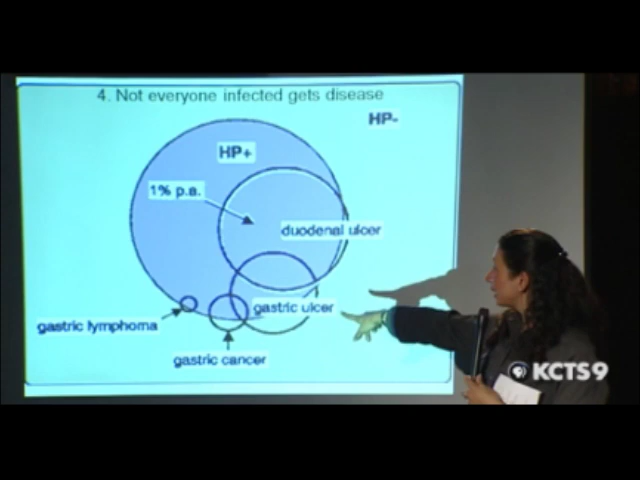 4. Not everyone infected gets disease
HP-
HP+
1% p.a.
duodenal ulcer
gastric ulcer
gastric lymphoma
gastric cancer
KCTS9